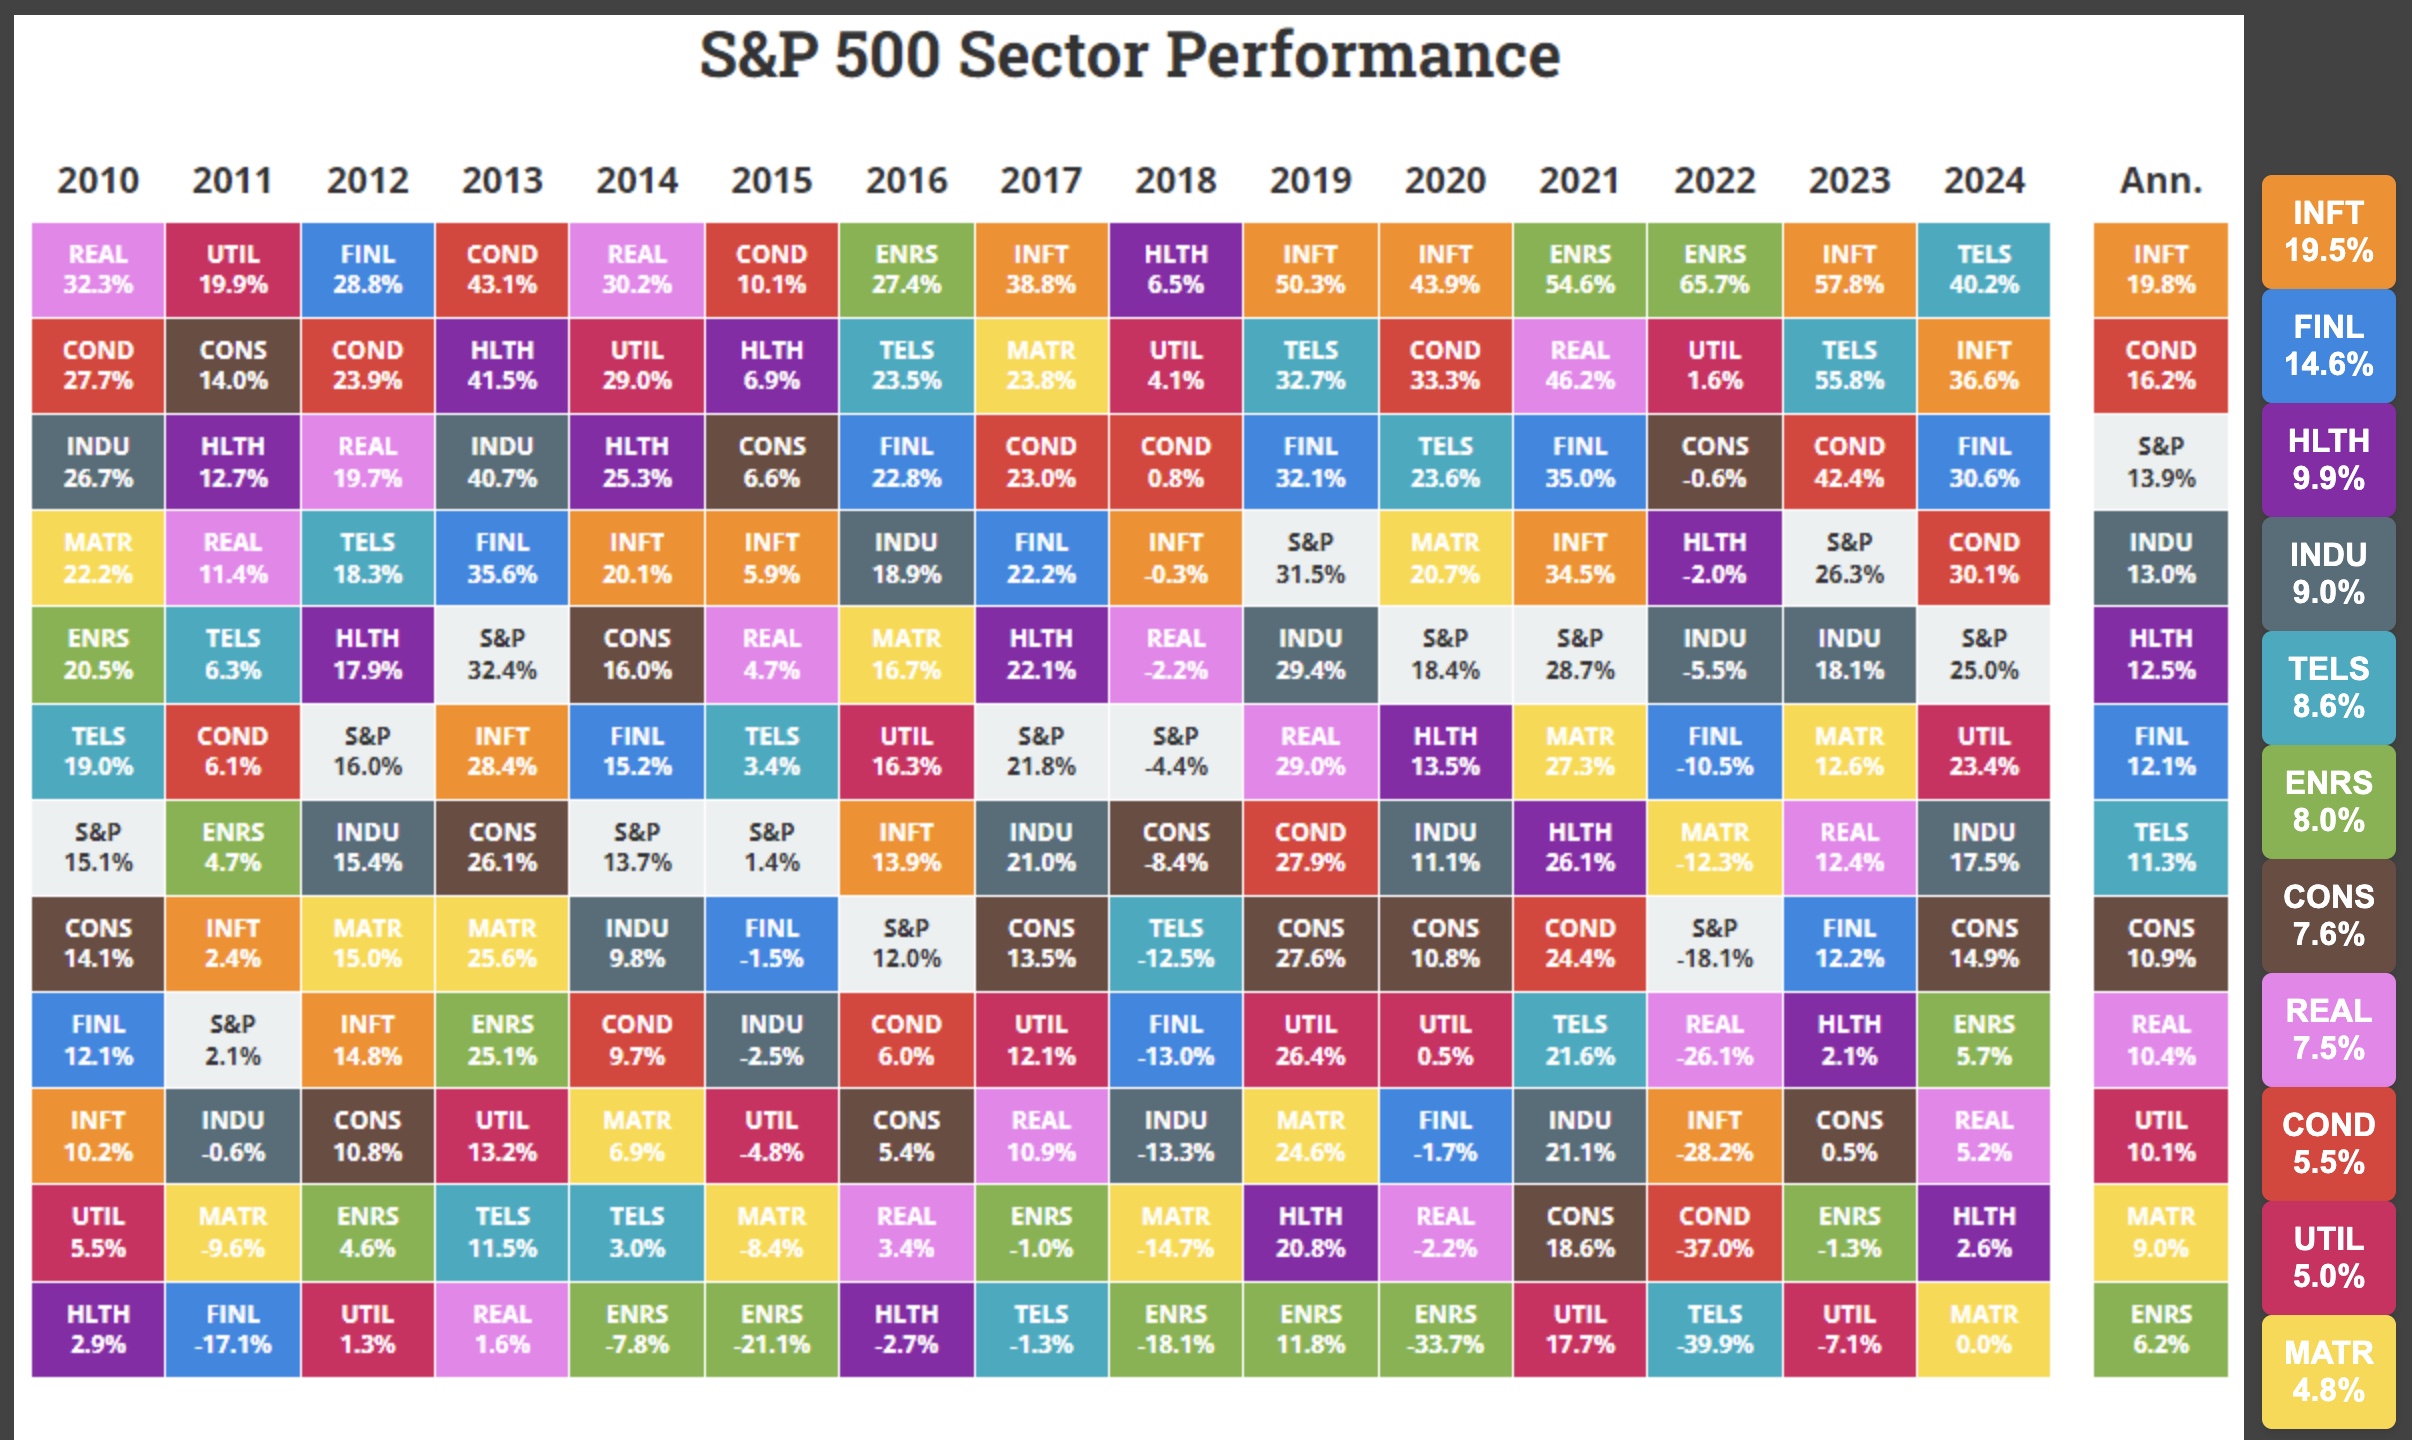 S&P 500 Sector Performance
2010 2011 2012 2013 2014 2015 2016 2017 2018 2019 2020 2021 2022 2023 2024 Ann.
REAL UTIL FINL COND REAL COND ENRS INFT HLTH INFT INFT ENRS ENRS INFT TELS INFT
32.3% 19.9% 28.8% 43.1% 30.2% 10.1% 27.4% 38.8% 6.5% 50.3% 43.9% 54.6% 65.7% 57.8% 40.2% 19.8%
COND CONS COND HLTH UTIL HLTH TELS MATR UTIL TELS COND REAL UTIL TELS INFT COND
27.7% 14.0% 23.9% 41.5% 29.0% 6.9% 23.5% 23.8% 4.1% 32.7% 33.3% 46.2% 1.6% 55.8% 36.6% 16.2%
INDU HLTH REAL INDU HLTH CONS FINL COND COND FINL TELS FINL CONS COND FINL S&P
26.7% 12.7% 19.7% 40.7% 25.3% 6.6% 22.8% 23.0% 0.8% 32.1% 23.6% 35.0% -0.6% 42.4% 30.6% 13.9%
MATR REAL TELS FINL INFT INFT INDU FINL INFT S&P MATR INFT HLTH S&P COND INDU
22.2% 11.4% 18.3% 35.6% 20.1% 5.9% 18.9% 22.2% -0.3% 31.5% 20.7% 34.5% -2.0% 26.3% 30.1% 13.0%
ENRS TELS HLTH S&P CONS REAL MATR HLTH REAL INDU S&P S&P INDU INDU S&P HLTH
20.5% 6.3% 17.9% 32.4% 16.0% 4.7% 16.7% 22.1% -2.2% 29.4% 18.4% 28.7% -5.5% 18.1% 25.0% 12.5%
TELS COND S&P INFT FINL TELS UTIL S&P S&P REAL HLTH MATR FINL MATR UTIL FINL
19.0% 6.1% 16.0% 28.4% 15.2% 3.4% 16.3% 21.8% -4.4% 29.0% 13.5% 27.3% -10.5% 12.6% 23.4% 12.1%
S&P ENRS INDU CONS S&P S&P INFT INDU CONS COND INDU HLTH MATR REAL INDU TELS
15.1% 4.7% 15.4% 26.1% 13.7% 1.4% 13.9% 21.0% -8.4% 27.9% 11.1% 26.1% -12.3% 12.4% 17.5% 11.3%
CONS INFT MATR MATR INDU FINL S&P CONS TELS CONS CONS COND S&P FINL CONS CONS
14.1% 2.4% 15.0% 25.6% 9.8% -1.5% 12.0% 13.5% -12.5% 27.6% 10.8% 24.4% -18.1% 12.2% 14.9% 10.9%
FINL S&P INFT ENRS COND INDU COND UTIL FINL UTIL UTIL TELS REAL HLTH ENRS REAL
12.1% 2.1% 14.8% 25.1% 9.7% -2.5% 6.0% 12.1% -13.0% 26.4% 0.5% 21.6% -26.1% 2.1% 5.7% 10.4%
INFT INDU CONS UTIL MATR UTIL CONS REAL INDU MATR FINL INDU INFT CONS REAL UTIL
10.2% -0.6% 10.8% 13.2% 6.9% -4.8% 5.4% 10.9% -13.3% 24.6% -1.7% 21.1% -28.2% 0.5% 5.2% 10.1%
UTIL MATR ENRS TELS TELS MATR REAL ENRS MATR HLTH REAL CONS COND ENRS HLTH MATR
5.5% -9.6% 4.6% 11.5% 3.0% -8.4% 3.4% -1.0% -14.7% 20.8% -2.2% 18.6% -37.0% -1.3% 2.6% 9.0%
HLTH FINL UTIL REAL ENRS ENRS HLTH TELS ENRS ENRS ENRS UTIL TELS UTIL MATR ENRS
2.9% -17.1% 1.3% 1.6% -7.8% -21.1% -2.7% -1.3% -18.1% 11.8% -33.7% 17.7% -39.9% -7.1% 0.0% 6.2%
INFT
19.5%
FINL
14.6%
HLTH
9.9%
INDU
9.0%
TELS
8.6%
ENRS
8.0%
CONS
7.6%
REAL
7.5%
COND
5.5%
UTIL
5.0%
MATR
4.8%